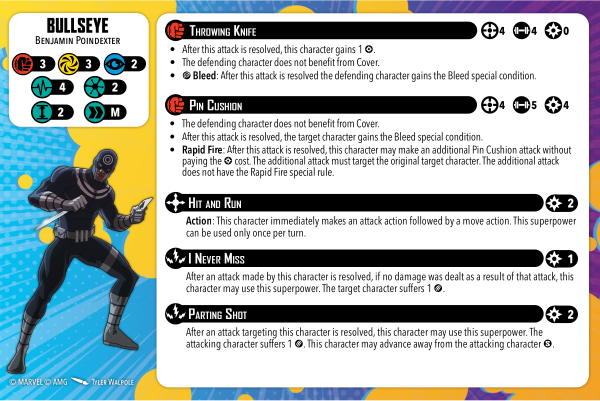 BULLSEYE
BENJAMIN POINDEXTER
3 3 2
4 2
2 M
THROWING KNIFE 4 4 0
• After this attack is resolved, this character gains 1 .
• The defending character does not benefit from Cover.
• Bleed: After this attack is resolved the defending character gains the Bleed special condition.
PIN CUSHION 4 5 4
• The defending character does not benefit from Cover.
• After this attack is resolved, the target character gains the Bleed special condition.
• Rapid Fire: After this attack is resolved, this character may make an additional Pin Cushion attack without
paying the cost. The additional attack must target the original target character. The additional attack
does not have the Rapid Fire special rule.
HIT AND RUN 2
Action: This character immediately makes an attack action followed by a move action. This superpower
can be used only once per turn.
I NEVER MISS 1
After an attack made by this character is resolved, if no damage was dealt as a result of that attack, this
character may use this superpower. The target character suffers 1 .
PARTING SHOT 2
After an attack targeting this character is resolved, this character may use this superpower. The
attacking character suffers 1 . This character may advance away from the attacking character S.
© MARVEL © AMG TYLER WALPOLE